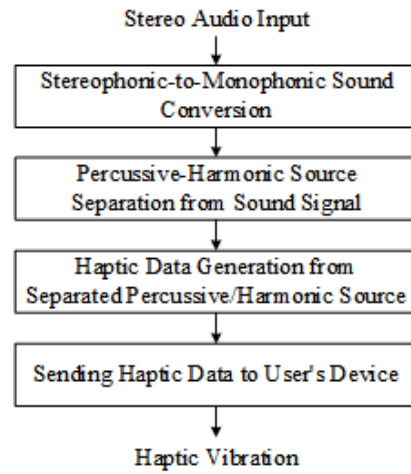 Stereo Audio Input
Stereophonic-to-Monophonic Sound
Conversion
Percussive-Harmonic Source
Separation from Sound Signal
Haptic Data Generation from
Separated Percussive/Harmonic Source
Sending Haptic Data to User's Device
Haptic Vibration